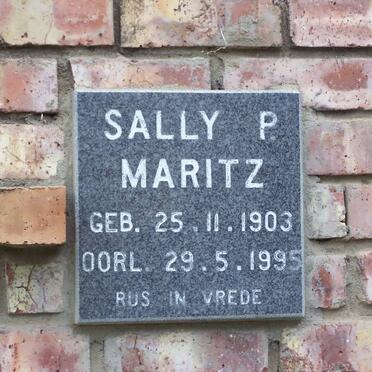 SALLY P
MARITZ
GEB. 25.11.1903
OORL. 29.5.1995
RUS IN VREDE